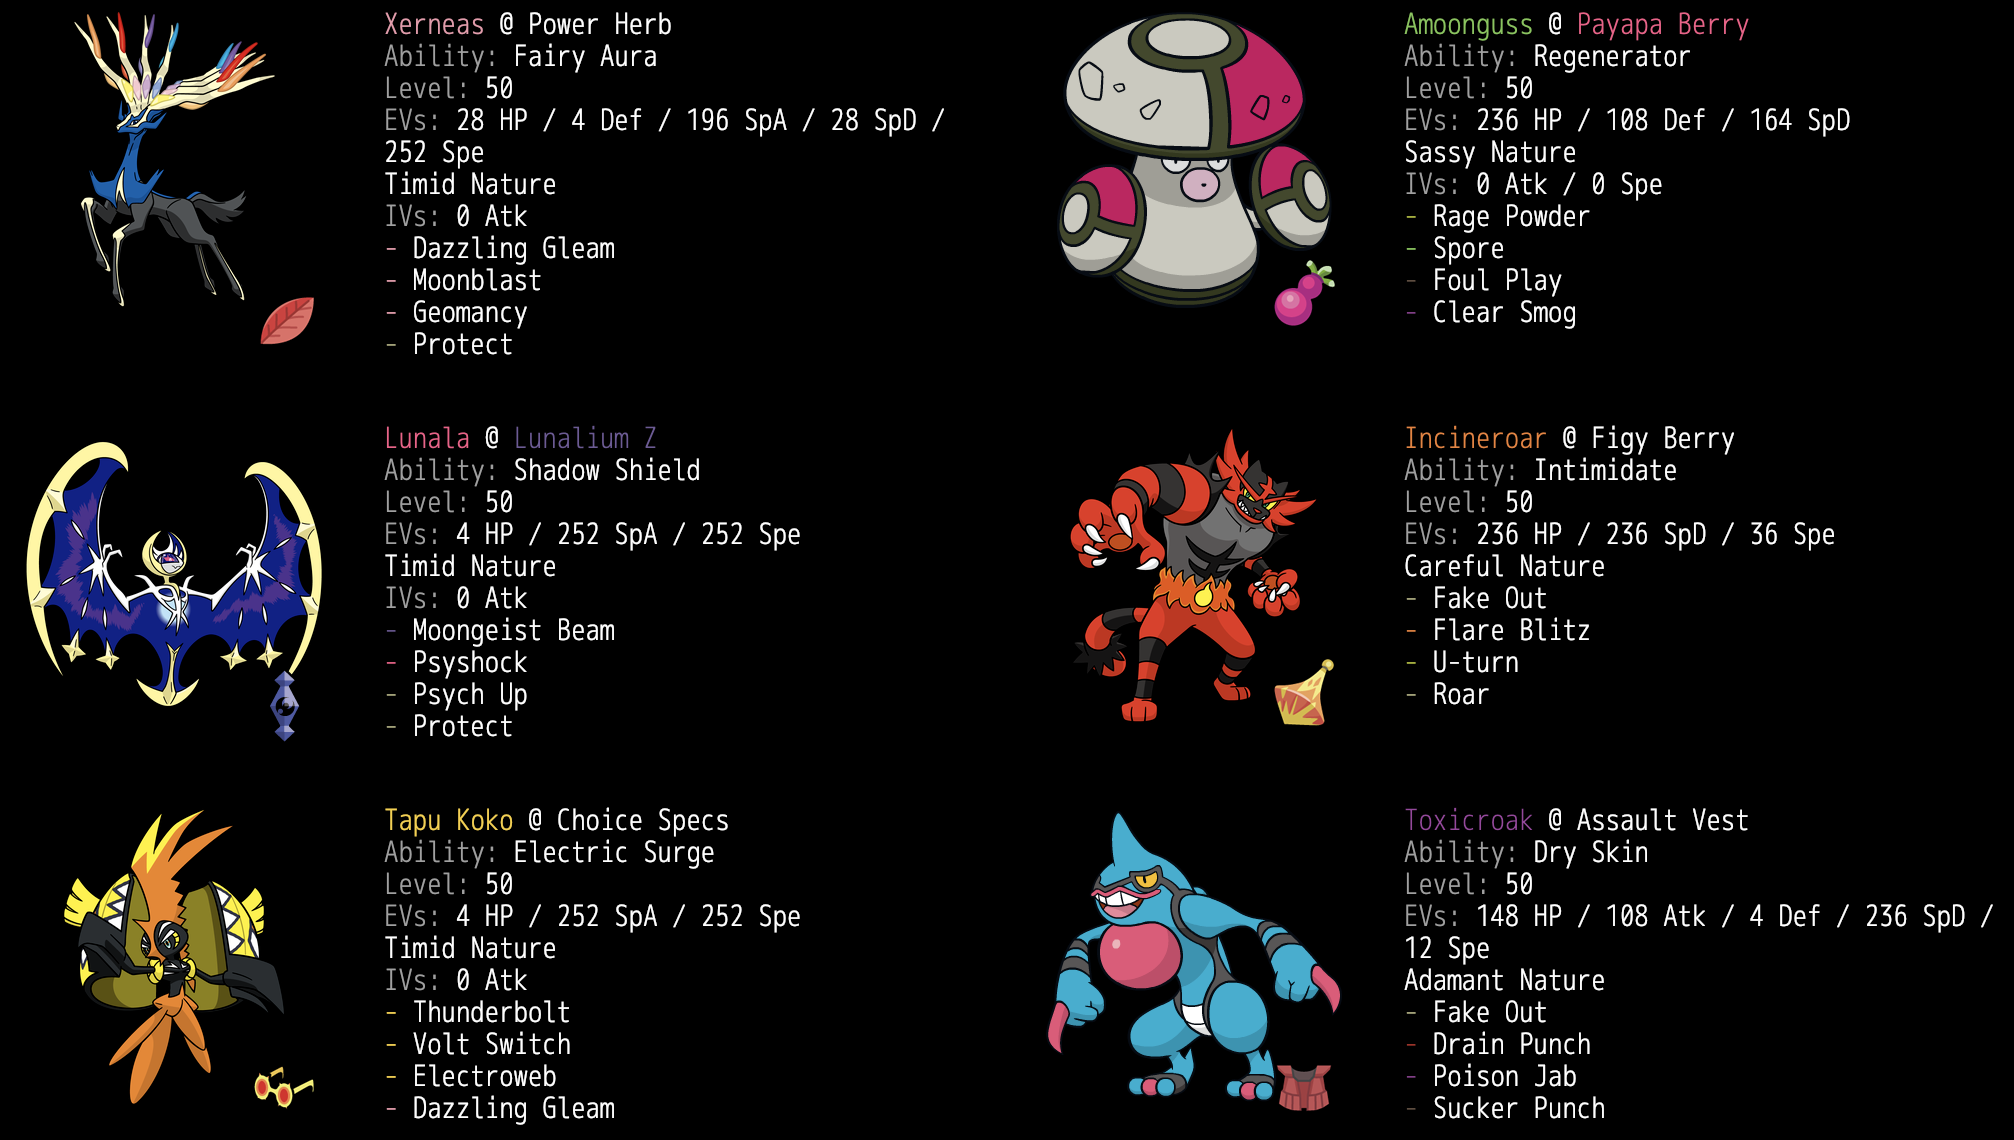 Xerneas @ Power Herb
Ability: Fairy Aura
Level: 50
EVs: 28 HP / 4 Def / 196 SpA / 28 SpD /
252 Spe
Timid Nature
IVs: 0 Atk
- Dazzling Gleam
- Moonblast
- Geomancy
- Protect
Amoonguss @ Payapa Berry
Ability: Regenerator
Level: 50
EVs: 236 HP / 108 Def / 164 SpD
Sassy Nature
IVs: 0 Atk / 0 Spe
- Rage Powder
- Spore
- Foul Play
- Clear Smog
Lunala @ Lunalium Z
Ability: Shadow Shield
Level: 50
EVs: 4 HP / 252 SpA / 252 Spe
Timid Nature
IVs: 0 Atk
- Moongeist Beam
- Psyshock
- Psych Up
- Protect
Incineroar @ Figy Berry
Ability: Intimidate
Level: 50
EVs: 236 HP / 236 SpD / 36 Spe
Careful Nature
- Fake Out
- Flare Blitz
- U-turn
- Roar
Tapu Koko @ Choice Specs
Ability: Electric Surge
Level: 50
EVs: 4 HP / 252 SpA / 252 Spe
Timid Nature
IVs: 0 Atk
- Thunderbolt
- Volt Switch
- Electroweb
- Dazzling Gleam
Toxicroak @ Assault Vest
Ability: Dry Skin
Level: 50
EVs: 148 HP / 108 Atk / 4 Def / 236 SpD /
12 Spe
Adamant Nature
- Fake Out
- Drain Punch
- Poison Jab
- Sucker Punch